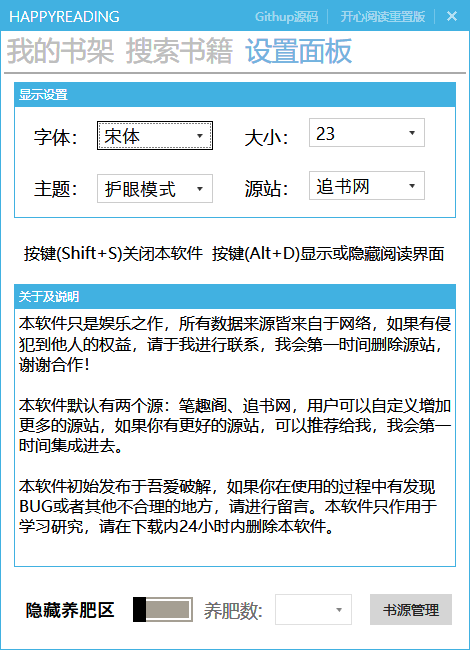 HAPPYREADING Githup源码 开心阅读重置版
我的书架 搜索书籍 设置面板
显示设置
字体： 宋体 大小： 23
主题： 护眼模式 源站： 追书网
按键(Shift+S)关闭本软件 按键(Alt+D)显示或隐藏阅读界面
关于及说明
本软件只是娱乐之作，所有数据来源皆来自于网络，如果有侵
犯到他人的权益，请于我进行联系，我会第一时间删除源站，
谢谢合作！
本软件默认有两个源：笔趣阁、追书网，用户可以自定义增加
更多的源站，如果你有更好的源站，可以推荐给我，我会第一
时间集成进去。
本软件初始发布于吾爱破解，如果你在使用的过程中有发现
BUG或者其他不合理的地方，请进行留言。本软件只作用于
学习研究，请在下载内24小时内删除本软件。
隐藏养肥区 养肥数: 书源管理